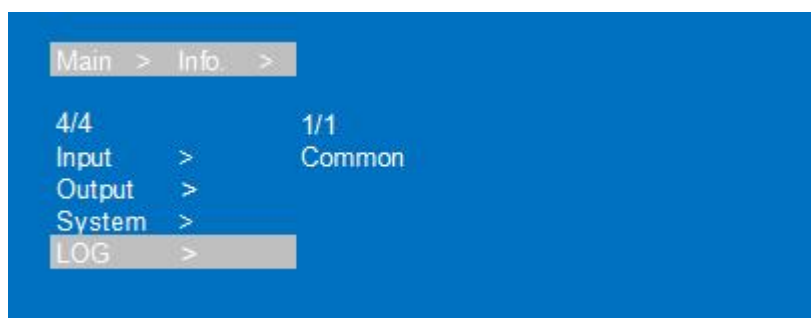 Main > Info. >
4/4 1/1
Input > Common
Output >
System >
LOG >